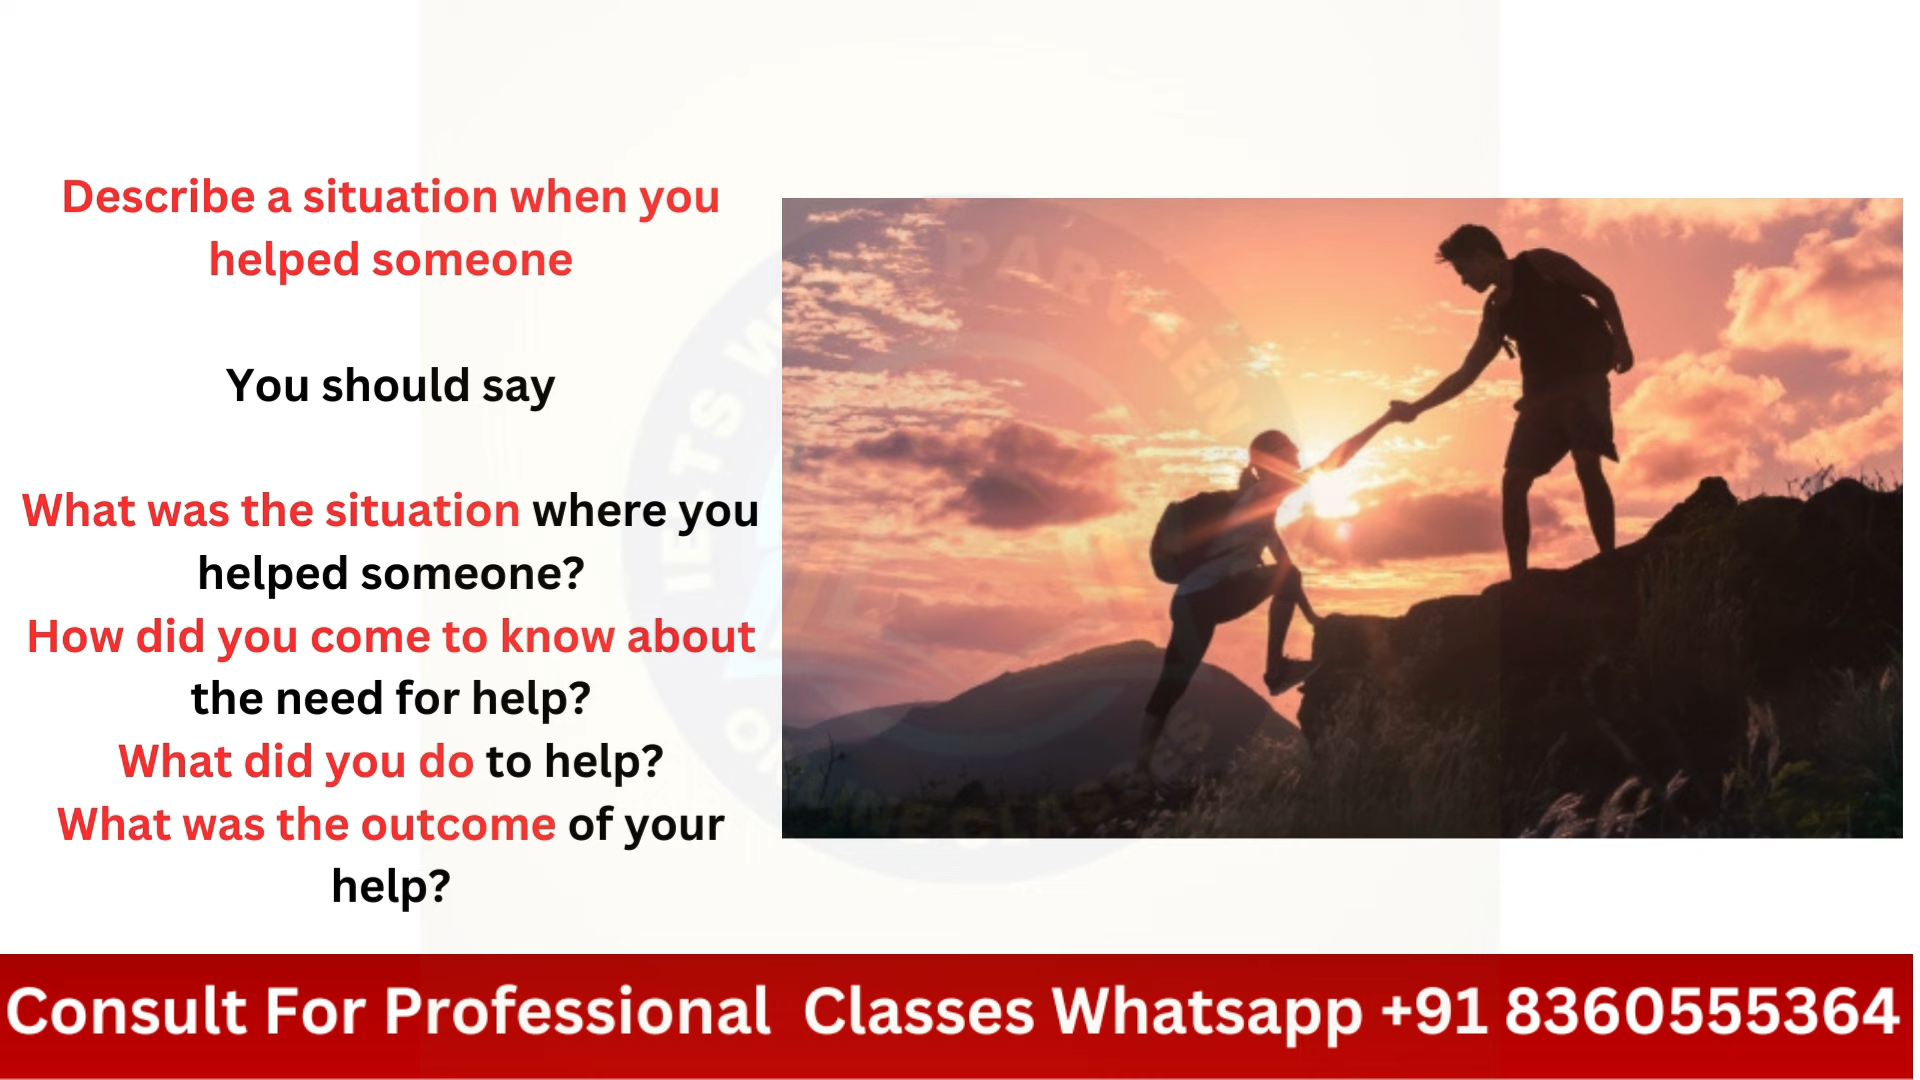 Describe a situation when you
helped someone
You should say
What was the situation where you
helped someone?
How did you come to know about
the need for help?
What did you do to help?
What was the outcome of your
help?
PARVEEN
IELTS W
Consult For Professional Classes Whatsapp +91 8360555364